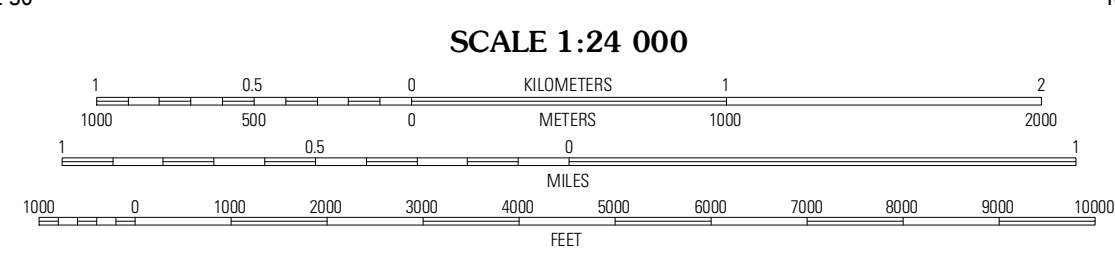 SCALE 1:24 000
1 0.5 0 KILOMETERS 1 2
1000 500 0 METERS 1000 2000
1 0.5 0 1
MILES
1000 0 1000 2000 3000 4000 5000 6000 7000 8000 9000 10000
FEET